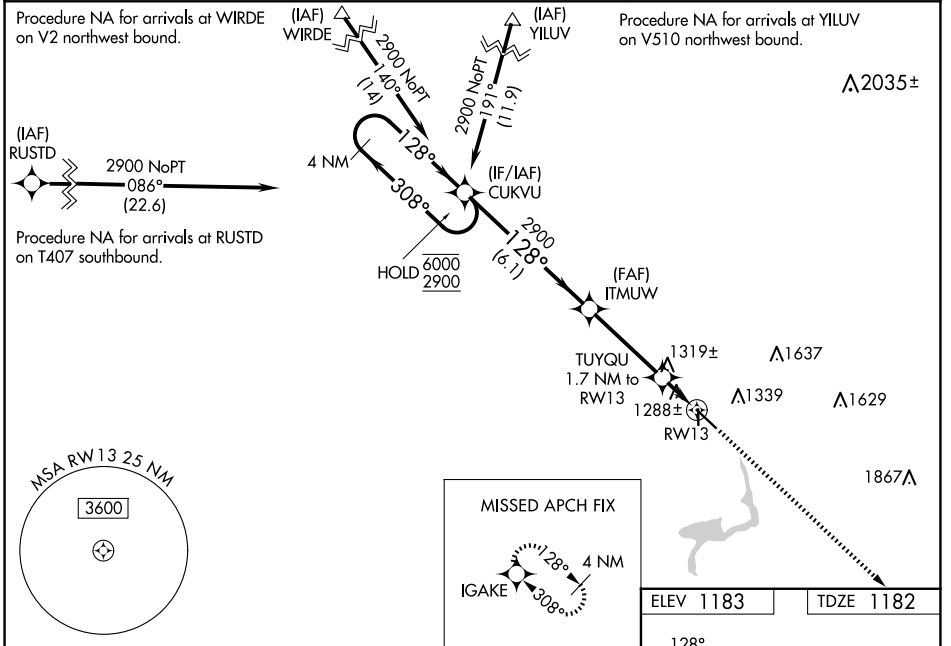 Procedure NA for arrivals at WIRDE
on V2 northwest bound.
(IAF)
WIRDE
(IAF)
YILUV
Procedure NA for arrivals at YILUV
on V510 northwest bound.
2900 NoPT
140°
(14)
2900 NoPT
191°
(11.9)
2035±
(IAF)
RUSTD
2900 NoPT
086°
(22.6)
4 NM
128°
308°
(IF/IAF)
CUKVU
Procedure NA for arrivals at RUSTD
on T407 southbound.
HOLD 6000
2900
2900
128°
(6.1)
(FAF)
ITMUW
TUYQU
1.7 NM to
RW13
1319±
1637
1288±
1339
1629
RW13
1867
MSA RW13 25 NM
3600
MISSED APCH FIX
128°
4 NM
IGAKE
308°
ELEV 1183
TDZE 1182
128°